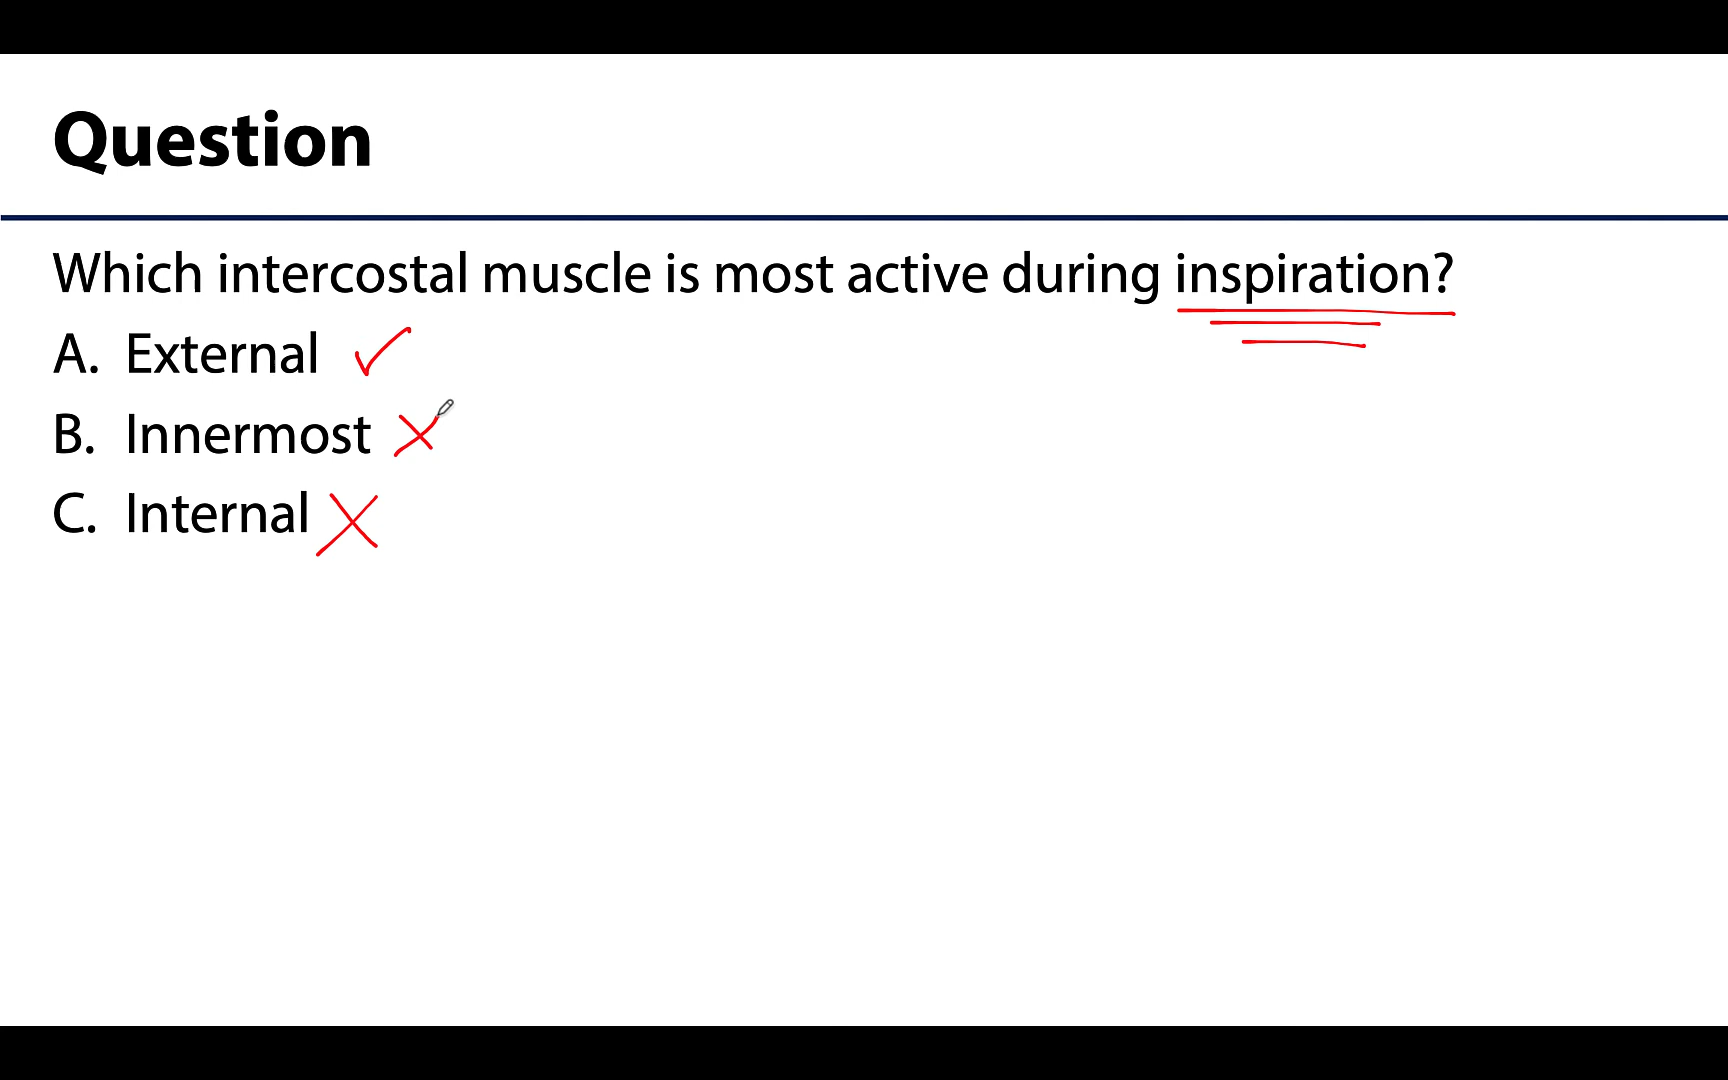 Question
Which intercostal muscle is most active during inspiration?
A. External
B. Innermost
C. Internal